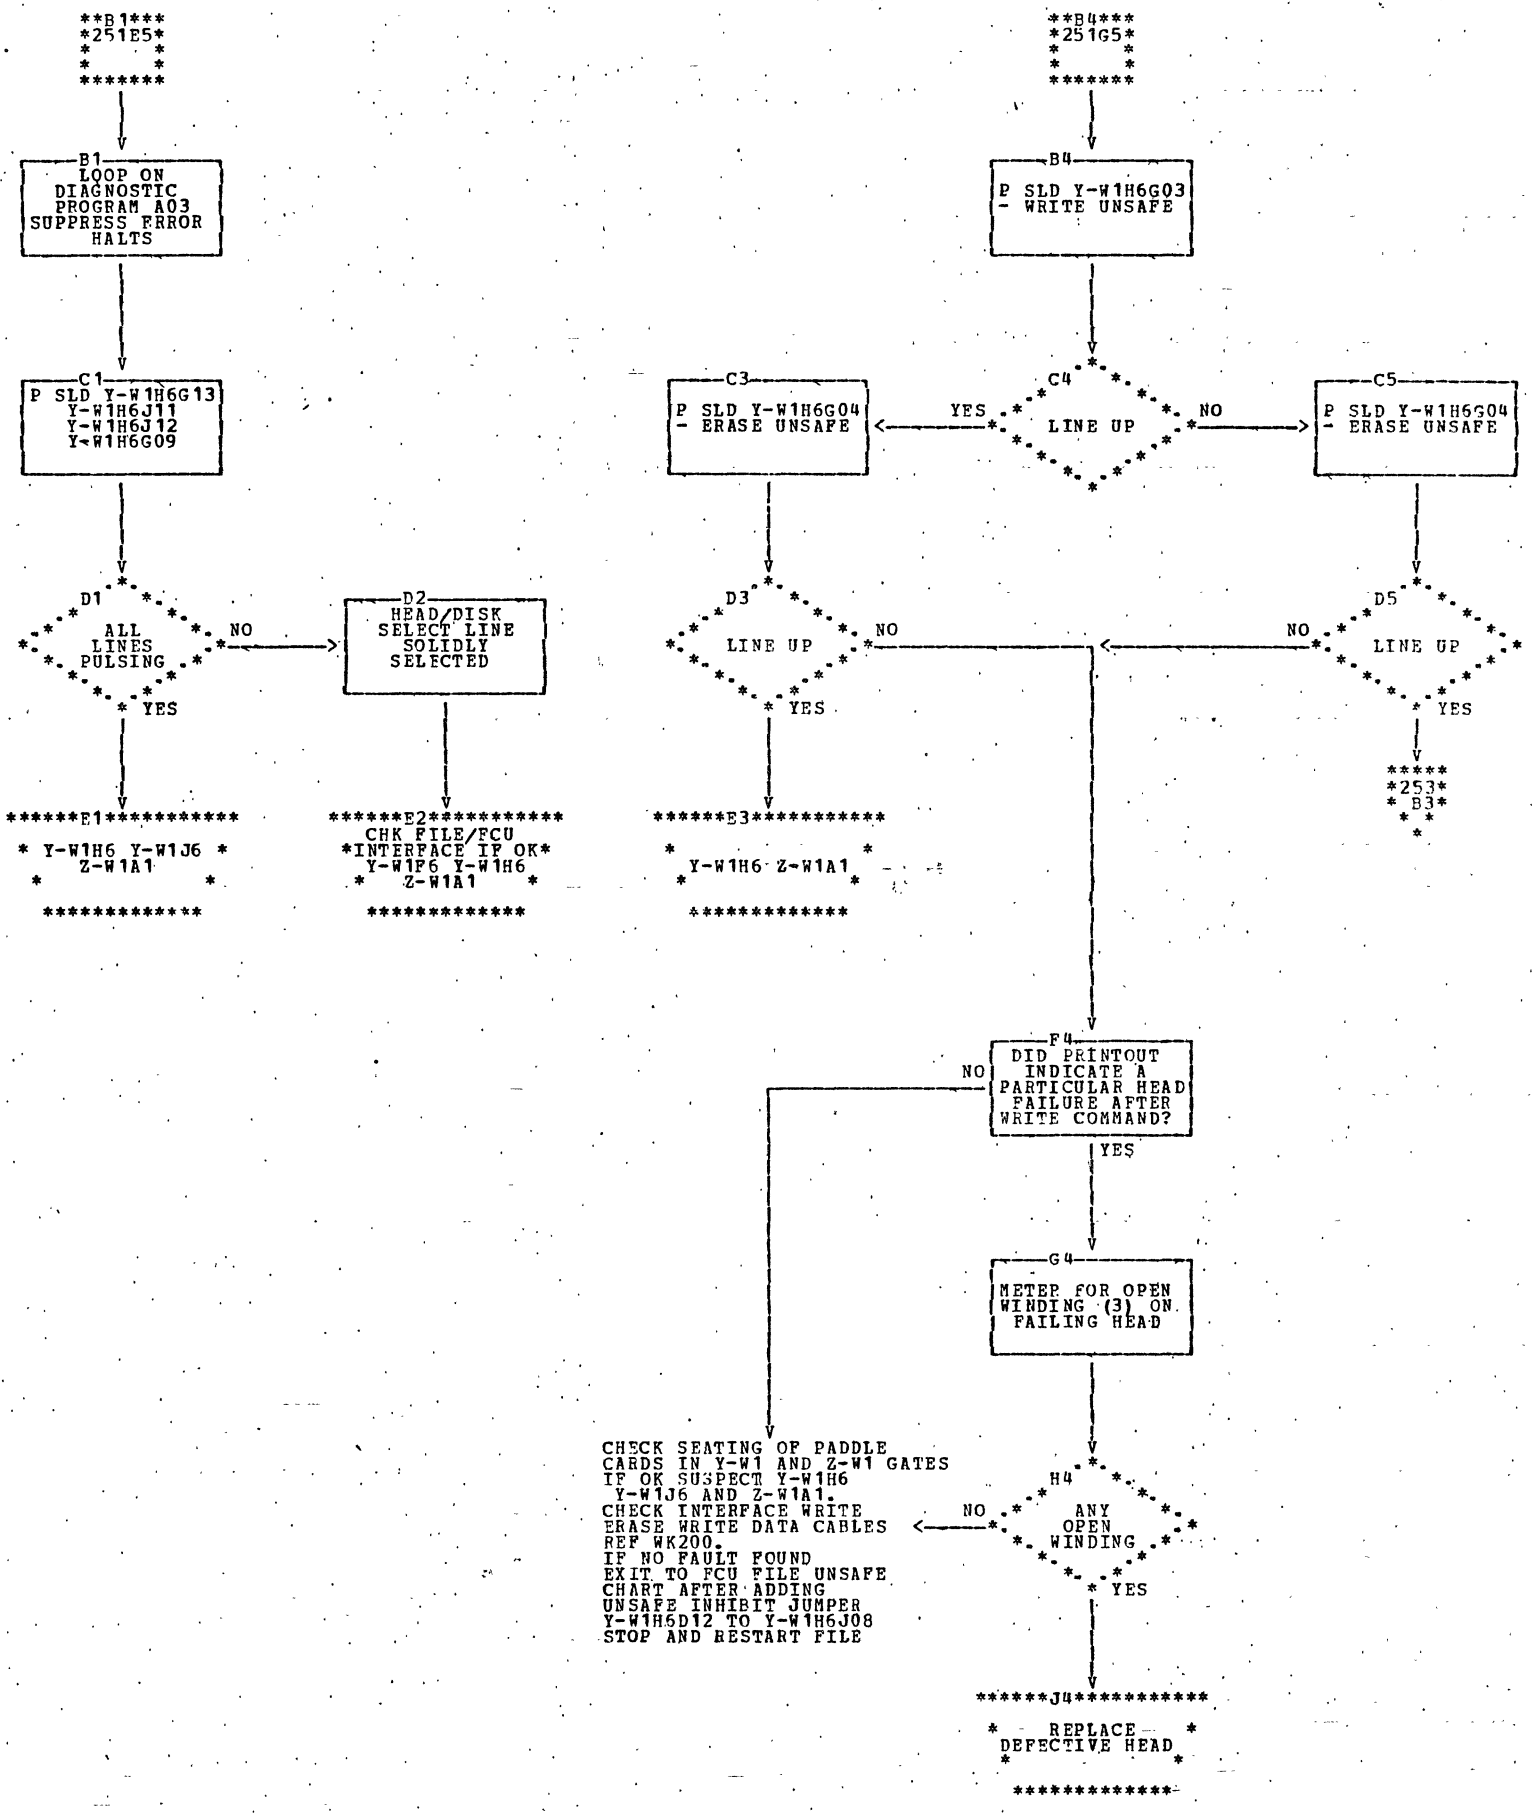 **B1***
*251E5*
* *
* *
*******
B1
LOOP ON
DIAGNOSTIC
PROGRAM A03
SUPPRESS ERROR
HALTS
C1
P SLD Y-W1H6G13
Y-W1H6J11
Y-W1H6J12
Y-W1H6G09
D1
ALL
LINES
PULSING
NO
YES
D2
HEAD/DISK
SELECT LINE
SOLIDLY
SELECTED
******E1***********
* Y-W1H6 Y-W1J6 *
Z-W1A1
* *
*************
******E2***********
CHK FILE/FCU
*INTERFACE IF OK*
Y-W1F6 Y-W1H6
* Z-W1A1 *
*************
**B4***
*251G5*
* *
* *
*******
B4
P SLD Y-W1H6G03
- WRITE UNSAFE
C4
LINE UP
YES
NO
C3
P SLD Y-W1H6G04
- ERASE UNSAFE
C5
P SLD Y-W1H6G04
- ERASE UNSAFE
D3
LINE UP
NO
YES
D5
LINE UP
NO
YES
*****
*253*
* B3*
* *
*
******E3***********
* *
Y-W1H6 Z-W1A1
* *
*************
F4
DID PRINTOUT
INDICATE A
PARTICULAR HEAD
FAILURE AFTER
WRITE COMMAND?
NO
YES
G4
METER FOR OPEN
WINDING (3) ON
FAILING HEAD
H4
ANY
OPEN
WINDING
NO
YES
CHECK SEATING OF PADDLE
CARDS IN Y-W1 AND Z-W1 GATES
IF OK SUSPECT Y-W1H6
Y-W1J6 AND Z-W1A1.
CHECK INTERFACE WRITE
ERASE WRITE DATA CABLES
REF WK200.
IF NO FAULT FOUND
EXIT TO FCU FILE UNSAFE
CHART AFTER ADDING
UNSAFE INHIBIT JUMPER
Y-W1H6D12 TO Y-W1H6J08
STOP AND RESTART FILE
******J4***********
* REPLACE *
DEFECTIVE HEAD
* *
*************